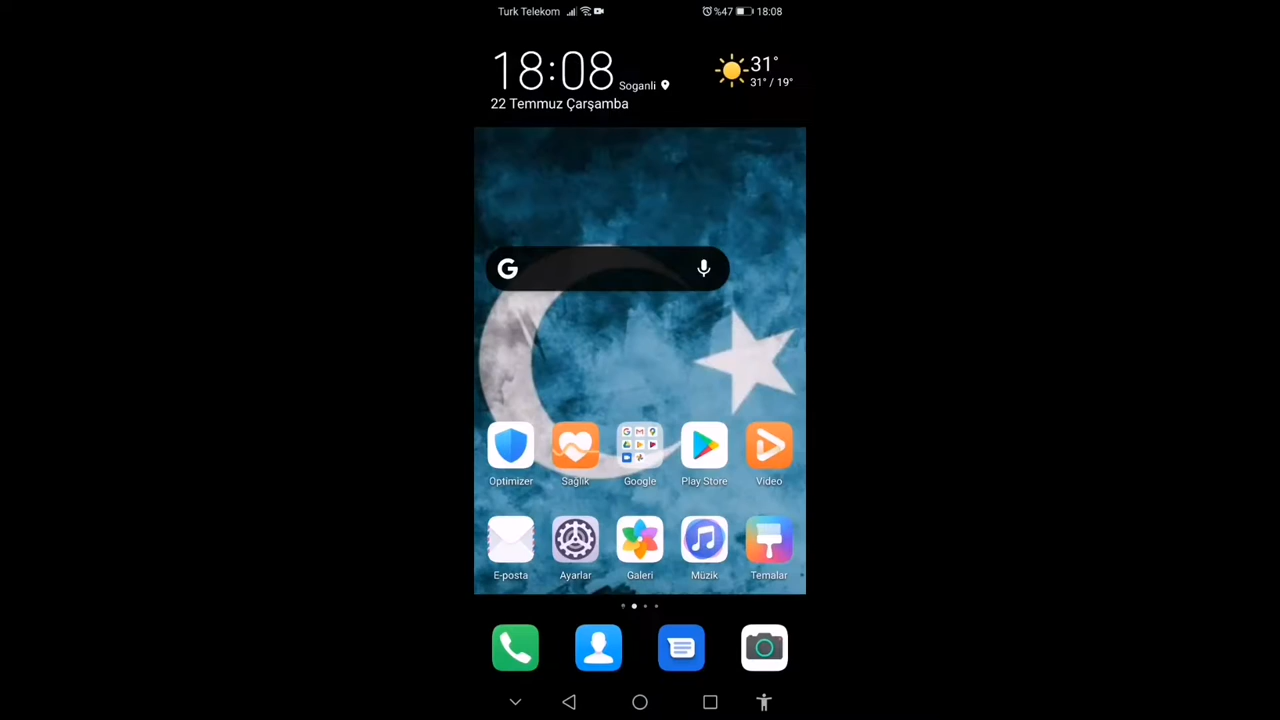 Turk Telekom %47 18:08
18:08 Soganli 31°
31° / 19°
22 Temmuz Çarşamba
G
Optimizer Sağlık Google Play Store Video
E-posta Ayarlar Galeri Müzik Temalar